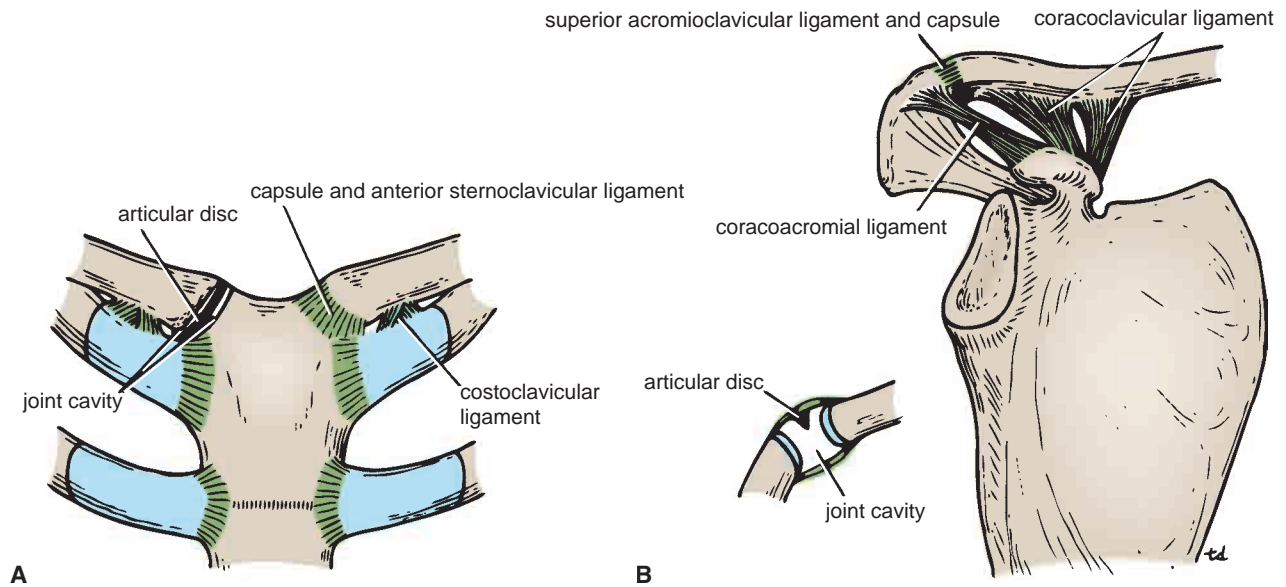 superior acromioclavicular ligament and capsule
coracoclavicular ligament
capsule and anterior sternoclavicular ligament
articular disc
coracoacromial ligament
joint cavity
costoclavicular
ligament
articular disc
joint cavity
A
B
td